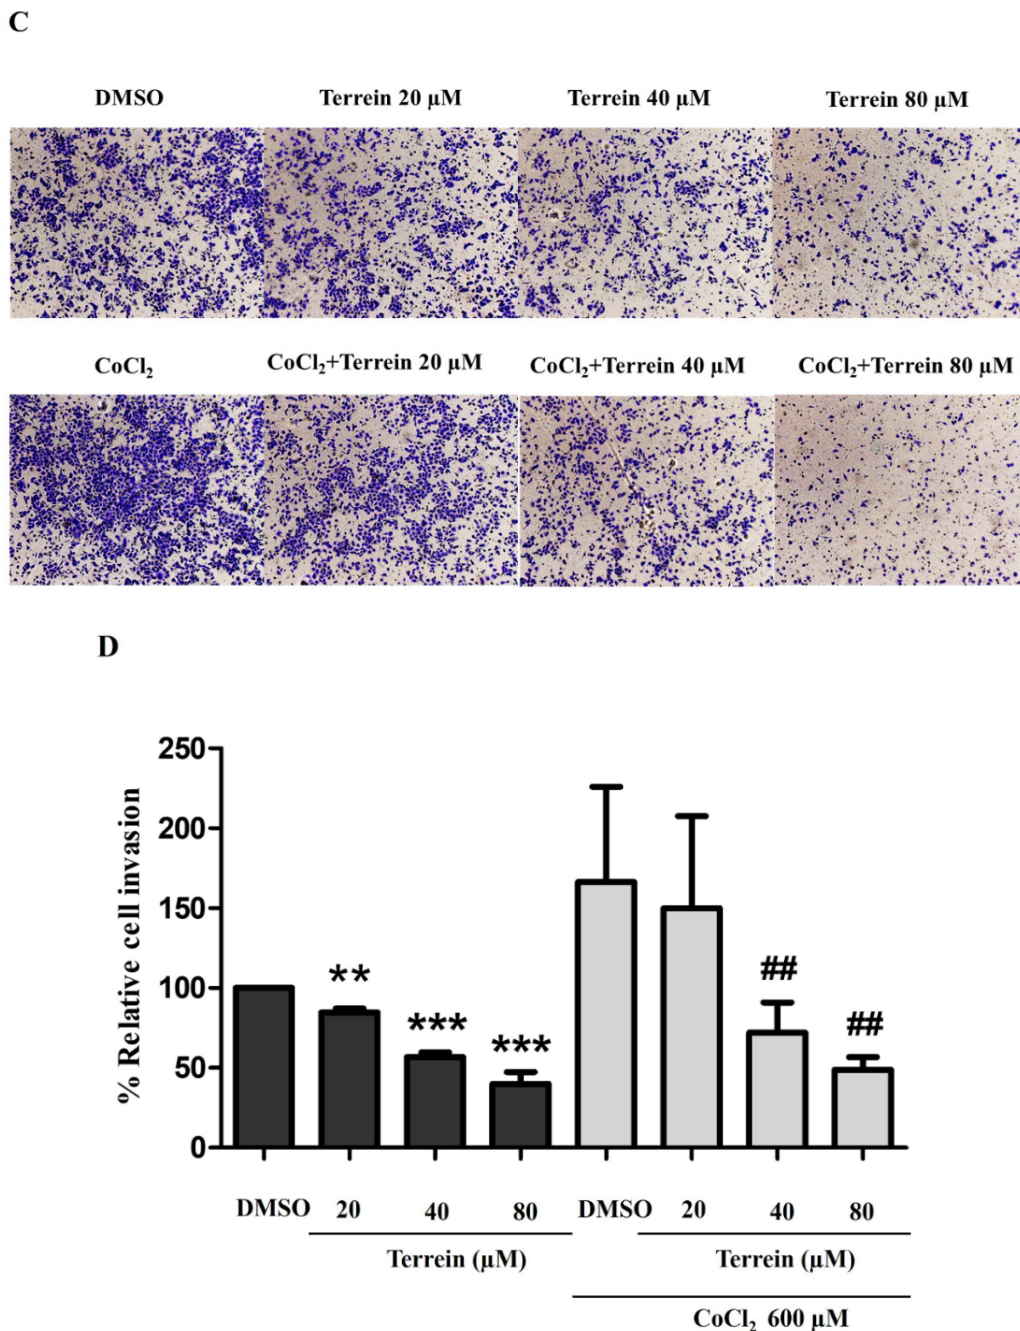 C
DMSO Terrein 20 µM Terrein 40 µM Terrein 80 µM
CoCl₂ CoCl₂+Terrein 20 µM CoCl₂+Terrein 40 µM CoCl₂+Terrein 80 µM
D
% Relative cell invasion
250
200
150
100
50
0
** *** *** ## ##
DMSO 20 40 80 DMSO 20 40 80
Terrein (µM) Terrein (µM)
CoCl₂ 600 µM